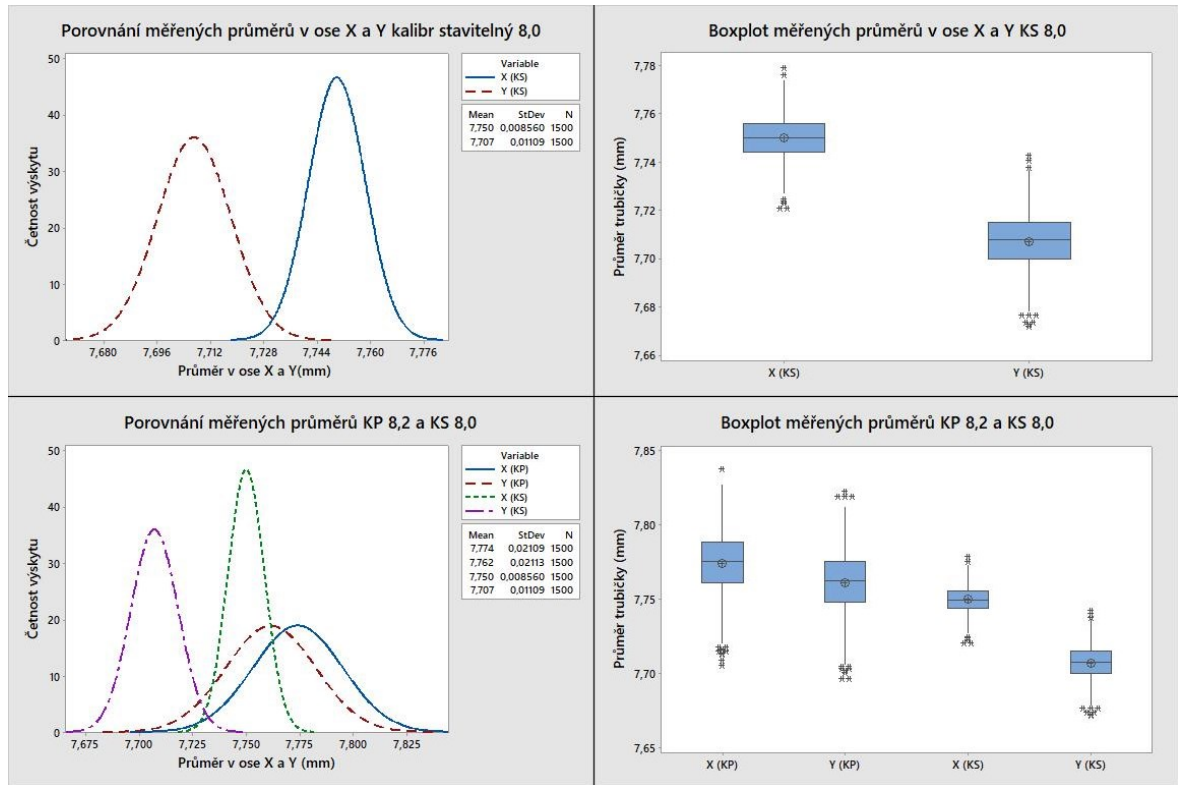 Porovnání měřených průměrů v ose X a Y kalibr stavitelný 8,0
50
40
30
20
10
0
Četnost výskytu
7,680 7,696 7,712 7,728 7,744 7,760 7,776
Průměr v ose X a Y(mm)
Variable
X (KS)
Y (KS)
Mean StDev N
7,750 0,008560 1500
7,707 0,01109 1500
Boxplot měřených průměrů v ose X a Y KS 8,0
7,78
7,76
7,74
7,72
7,70
7,68
7,66
Průměr trubičky (mm)
X (KS) Y (KS)
Porovnání měřených průměrů KP 8,2 a KS 8,0
50
40
30
20
10
0
Četnost výskytu
7,675 7,700 7,725 7,750 7,775 7,800 7,825
Průměr v ose X a Y (mm)
Variable
X (KP)
Y (KP)
X (KS)
Y (KS)
Mean StDev N
7,774 0,02109 1500
7,762 0,02113 1500
7,750 0,008560 1500
7,707 0,01109 1500
Boxplot měřených průměrů KP 8,2 a KS 8,0
7,85
7,80
7,75
7,70
7,65
Průměr trubičky (mm)
X (KP) Y (KP) X (KS) Y (KS)